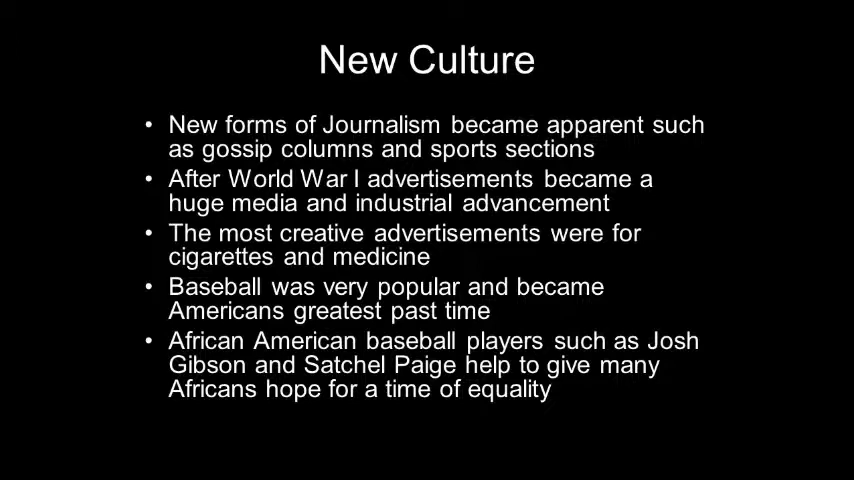 New Culture
• New forms of Journalism became apparent such
as gossip columns and sports sections
• After World War I advertisements became a
huge media and industrial advancement
• The most creative advertisements were for
cigarettes and medicine
• Baseball was very popular and became
Americans greatest past time
• African American baseball players such as Josh
Gibson and Satchel Paige help to give many
Africans hope for a time of equality